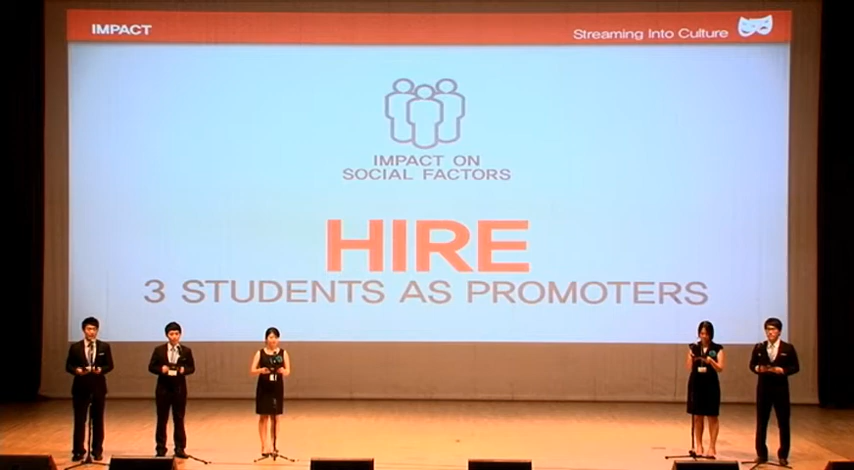 IMPACT
Streaming Into Culture
IMPACT ON
SOCIAL FACTORS
HIRE
3 STUDENTS AS PROMOTERS